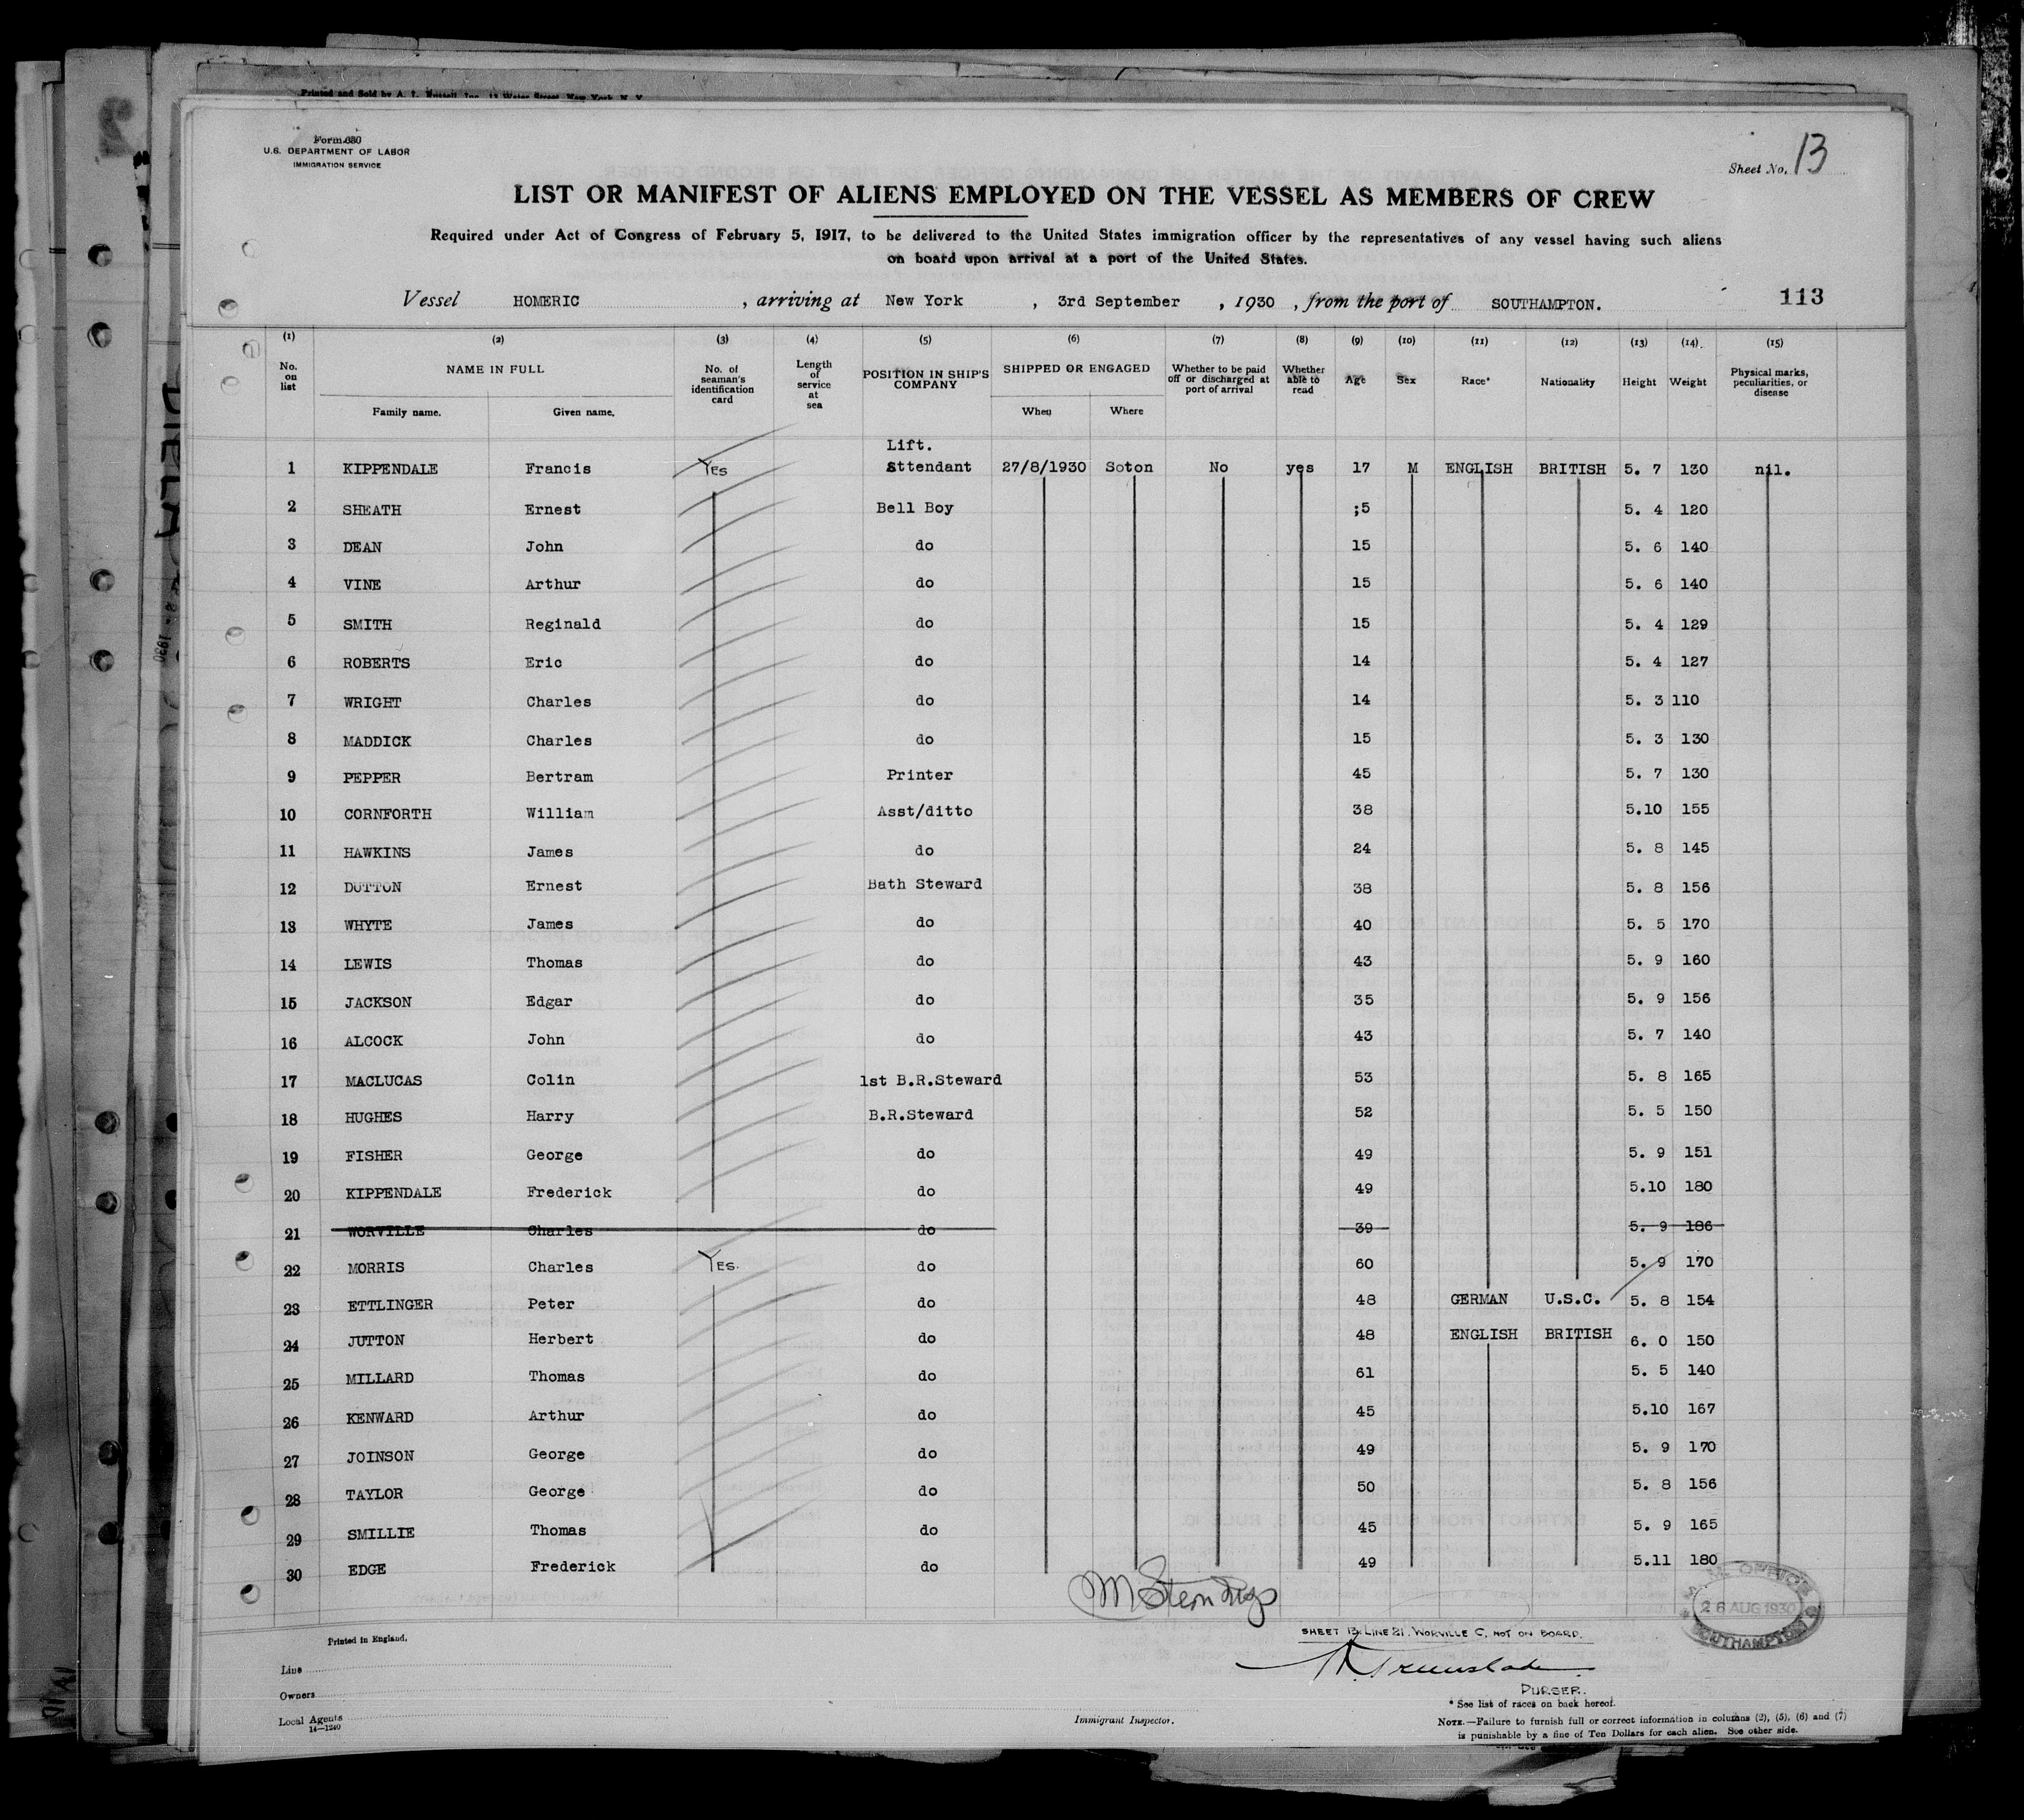 Printed and Sold by A. L. Russell, Inc. 12 Water Street, New York, N. Y.
Form 680
U.S. DEPARTMENT OF LABOR
IMMIGRATION SERVICE
Sheet No. 13
LIST OR MANIFEST OF ALIENS EMPLOYED ON THE VESSEL AS MEMBERS OF CREW
Required under Act of Congress of February 5, 1917, to be delivered to the United States immigration officer by the representatives of any vessel having such aliens
on board upon arrival at a port of the United States.
Vessel HOMERIC , arriving at New York , 3rd September , 1930 , from the port of SOUTHAMPTON. 113
(1) (2) (3) (4) (5) (6) (7) (8) (9) (10) (11) (12) (13) (14). (15)
No. on list NAME IN FULL Family name. Given name. No. of seaman's identification card Length of service at sea POSITION IN SHIP'S COMPANY SHIPPED OR ENGAGED When Where Whether to be paid off or discharged at port of arrival Whether able to read Age Sex Race* Nationality Height Weight Physical marks, peculiarities, or disease
Lift.
1 KIPPENDALE Francis YES Attendant 27/8/1930 Soton No yes 17 M ENGLISH BRITISH 5. 7 130 nil.
2 SHEATH Ernest Bell Boy ;5 5. 4 120
3 DEAN John do 15 5. 6 140
4 VINE Arthur do 15 5. 6 140
5 SMITH Reginald do 15 5. 4 129
6 ROBERTS Eric do 14 5. 4 127
7 WRIGHT Charles do 14 5. 3 110
8 MADDICK Charles do 15 5. 3 130
9 PEPPER Bertram Printer 45 5. 7 130
10 CORNFORTH William Asst/ditto 38 5.10 155
11 HAWKINS James do 24 5. 8 145
12 DUTTON Ernest Bath Steward 38 5. 8 156
13 WHYTE James do 40 5. 5 170
14 LEWIS Thomas do 43 5. 9 160
15 JACKSON Edgar do 35 5. 9 156
16 ALCOCK John do 43 5. 7 140
17 MACLUCAS Colin 1st B.R.Steward 53 5. 8 165
18 HUGHES Harry B.R.Steward 52 5. 5 150
19 FISHER George do 49 5. 9 151
20 KIPPENDALE Frederick do 49 5.10 180
21 WORVILLE Charles do 39 5. 9 186
22 MORRIS Charles YES. do 60 5. 9 170
23 ETTLINGER Peter do 48 GERMAN U.S.C. 5. 8 154
24 JUTTON Herbert do 48 ENGLISH BRITISH 6. 0 150
25 MILLARD Thomas do 61 5. 5 140
26 KENWARD Arthur do 45 5.10 167
27 JOINSON George do 49 5. 9 170
28 TAYLOR George do 50 5. 8 156
29 SMILLIE Thomas do 45 5. 9 165
30 EDGE Frederick do 49 5.11 180
26 AUG 1930
SOUTHAMPTON
SHEET 13. LINE 21. WORVILLE C, NOT ON BOARD.
PURSER.
Printed in England.
Line
Owners
Local Agents
14—1240
Immigrant Inspector.
* See list of races on back hereof.
NOTE.—Failure to furnish full or correct information in columns (2), (5), (6) and (7)
is punishable by a fine of Ten Dollars for each alien. See other side.